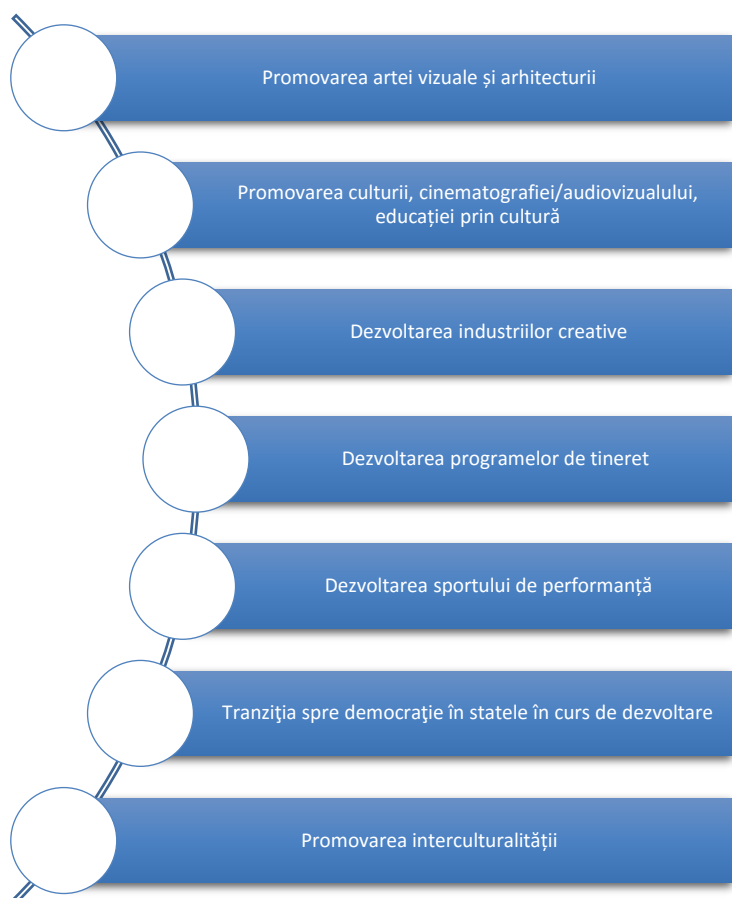 Promovarea artei vizuale și arhitecturii
Promovarea culturii, cinematografiei/audiovizualului,
educației prin cultură
Dezvoltarea industriilor creative
Dezvoltarea programelor de tineret
Dezvoltarea sportului de performanță
Tranziţia spre democraţie în statele în curs de dezvoltare
Promovarea interculturalității